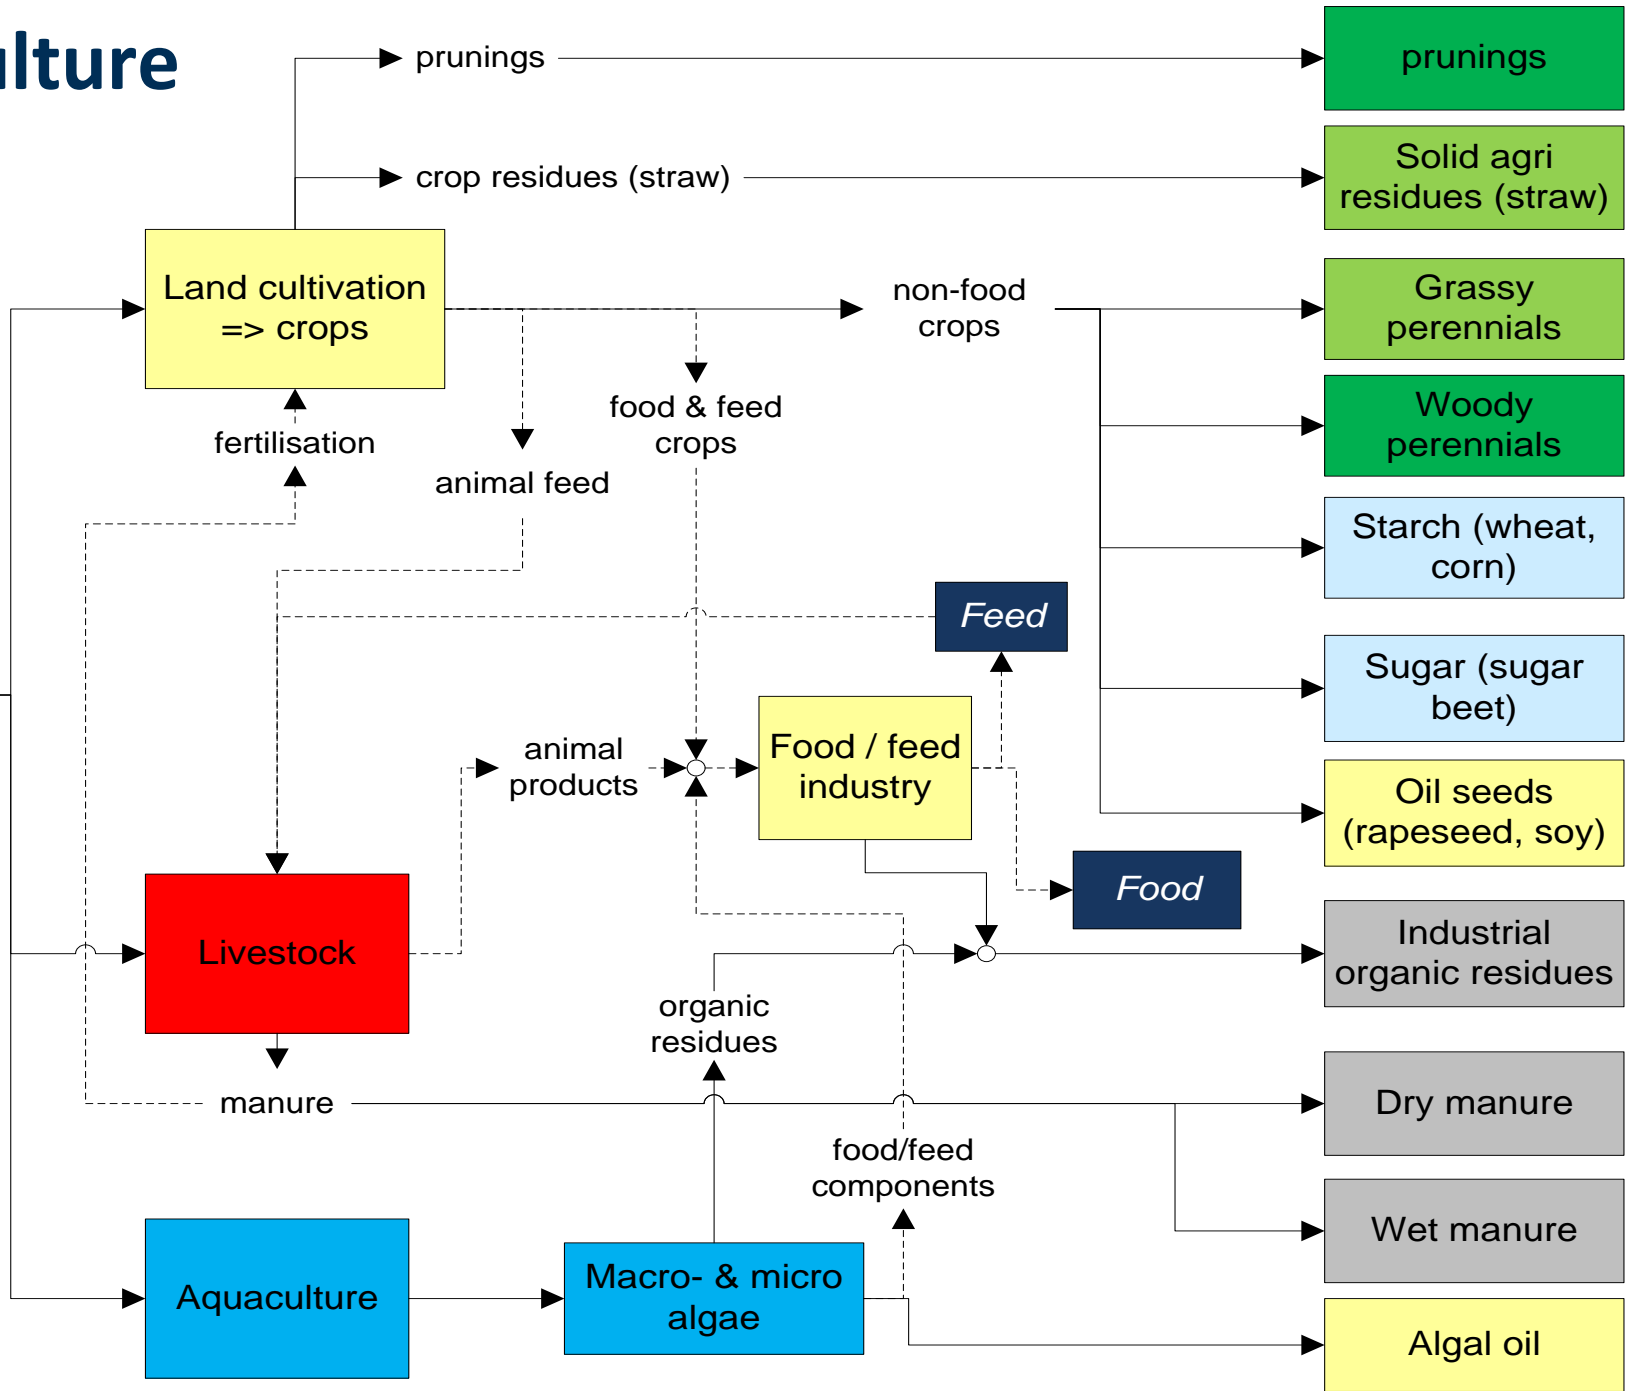 ulture
prunings
prunings
crop residues (straw)
Solid agri
residues (straw)
Land cultivation
=> crops
non-food
crops
Grassy
perennials
food & feed
crops
Woody
perennials
fertilisation
animal feed
Starch (wheat,
corn)
Feed
Sugar (sugar
beet)
animal
products
Food / feed
industry
Oil seeds
(rapeseed, soy)
Food
Livestock
Industrial
organic residues
organic
residues
manure
Dry manure
food/feed
components
Wet manure
Aquaculture
Macro- & micro
algae
Algal oil